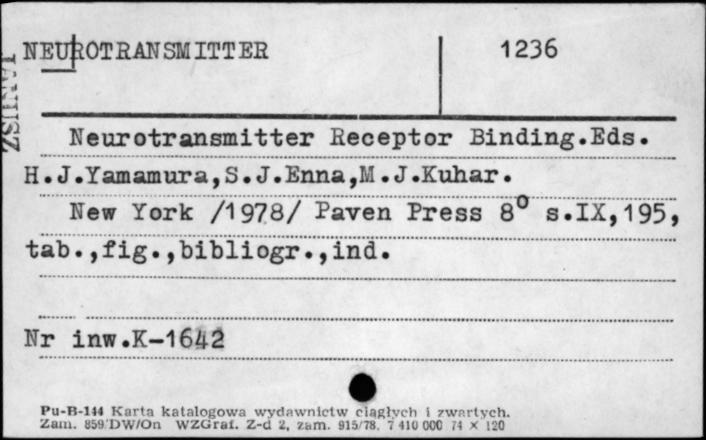 NEUROTRANSMITTER 1236
JANUSZ
Neurotransmitter Receptor Binding.Eds.
H.J.Yamamura,S.J.Enna,M.J.Kuhar.
New York /1978/ Paven Press 8° s.IX,195,
tab.,fig.,bibliogr.,ind.
Nr inw.K-1642
Pu-B-144 Karta katalogowa wydawnictw ciągłych i zwartych.
Zam. 859/DW/On WZGraf. Z-d 2, zam. 915/78. 7 410 000 74 × 120